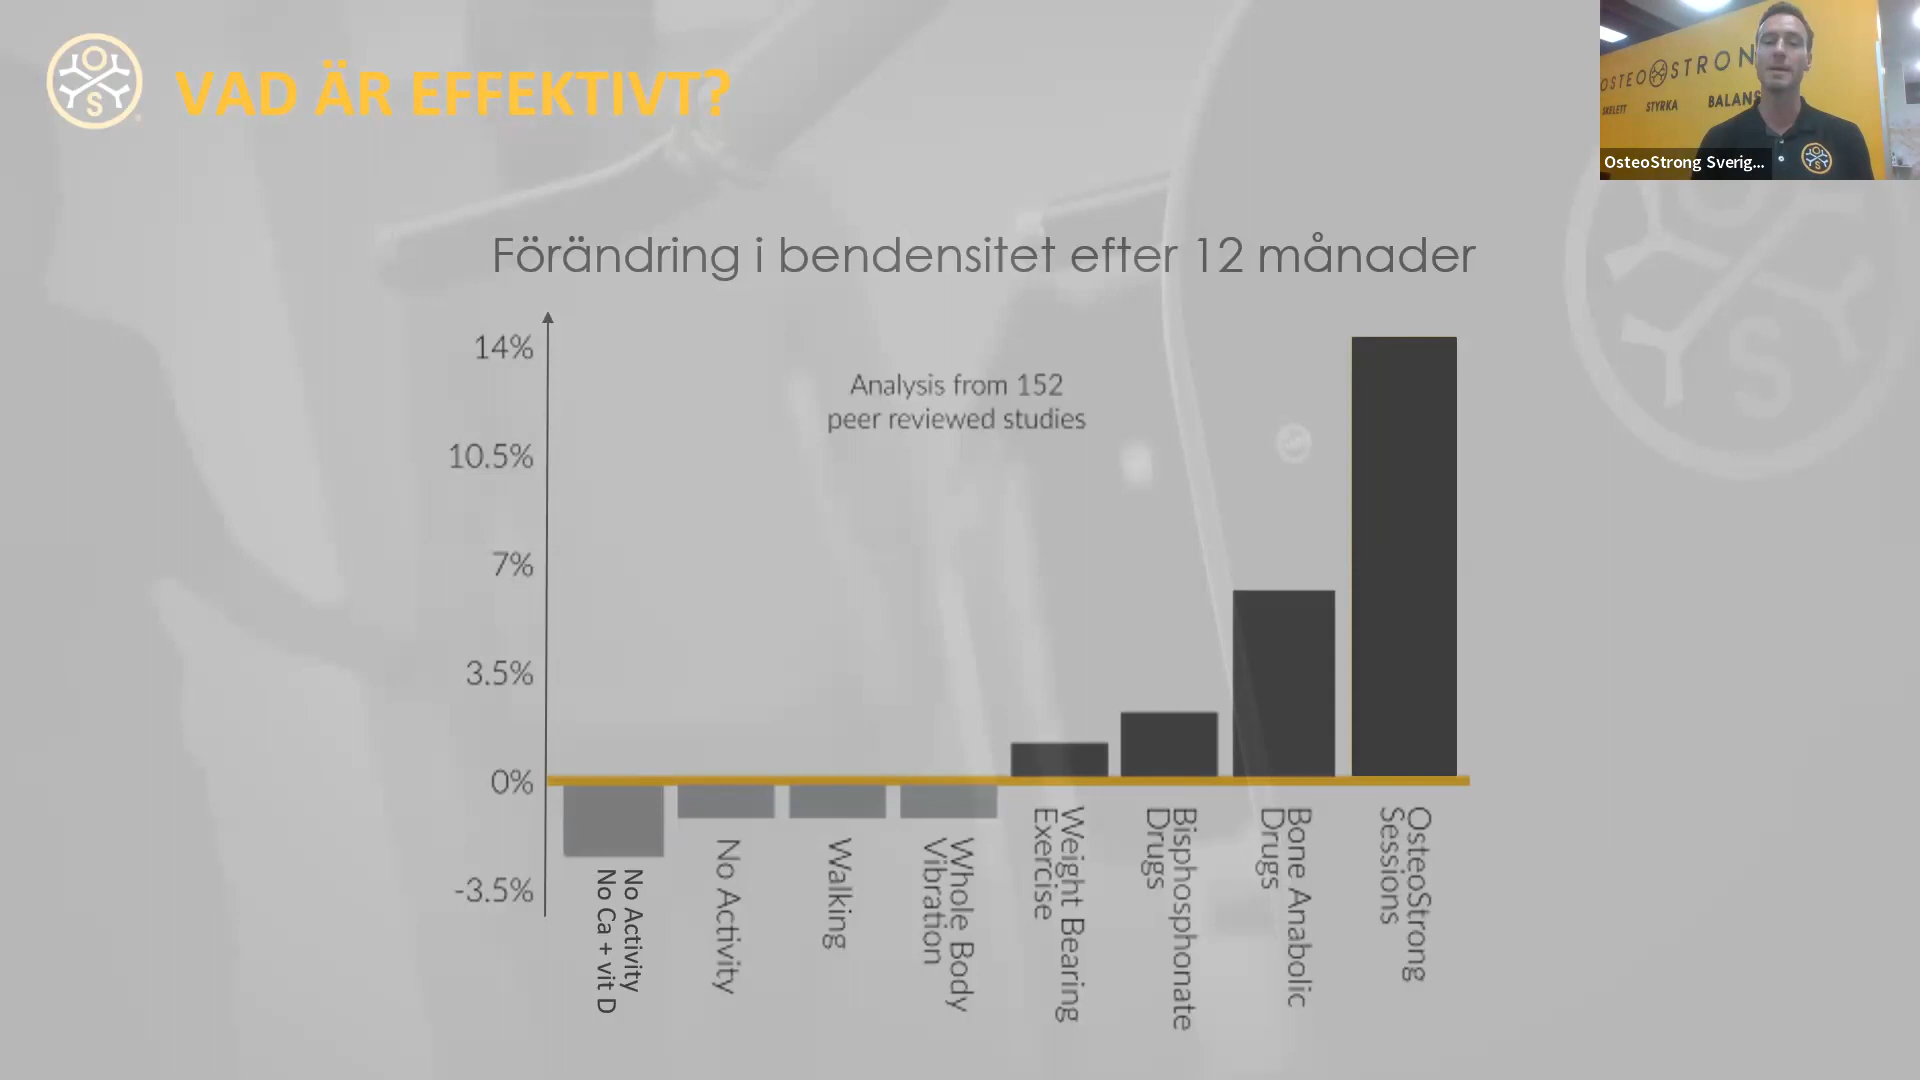 VAD ÄR EFFEKTIVT?
OSTEOSTRON
SKELETT STYRKA BALANS
OsteoStrong Sverig...
Förändring i bendensitet efter 12 månader
Analysis from 152
peer reviewed studies
14%
10.5%
7%
3.5%
0%
-3.5%
No Activity
No Ca + vit D
No Activity
Walking
Whole Body
Vibration
Weight Bearing
Exercise
Bisphosphonate
Drugs
Bone Anabolic
Drugs
OsteoStrong
Sessions